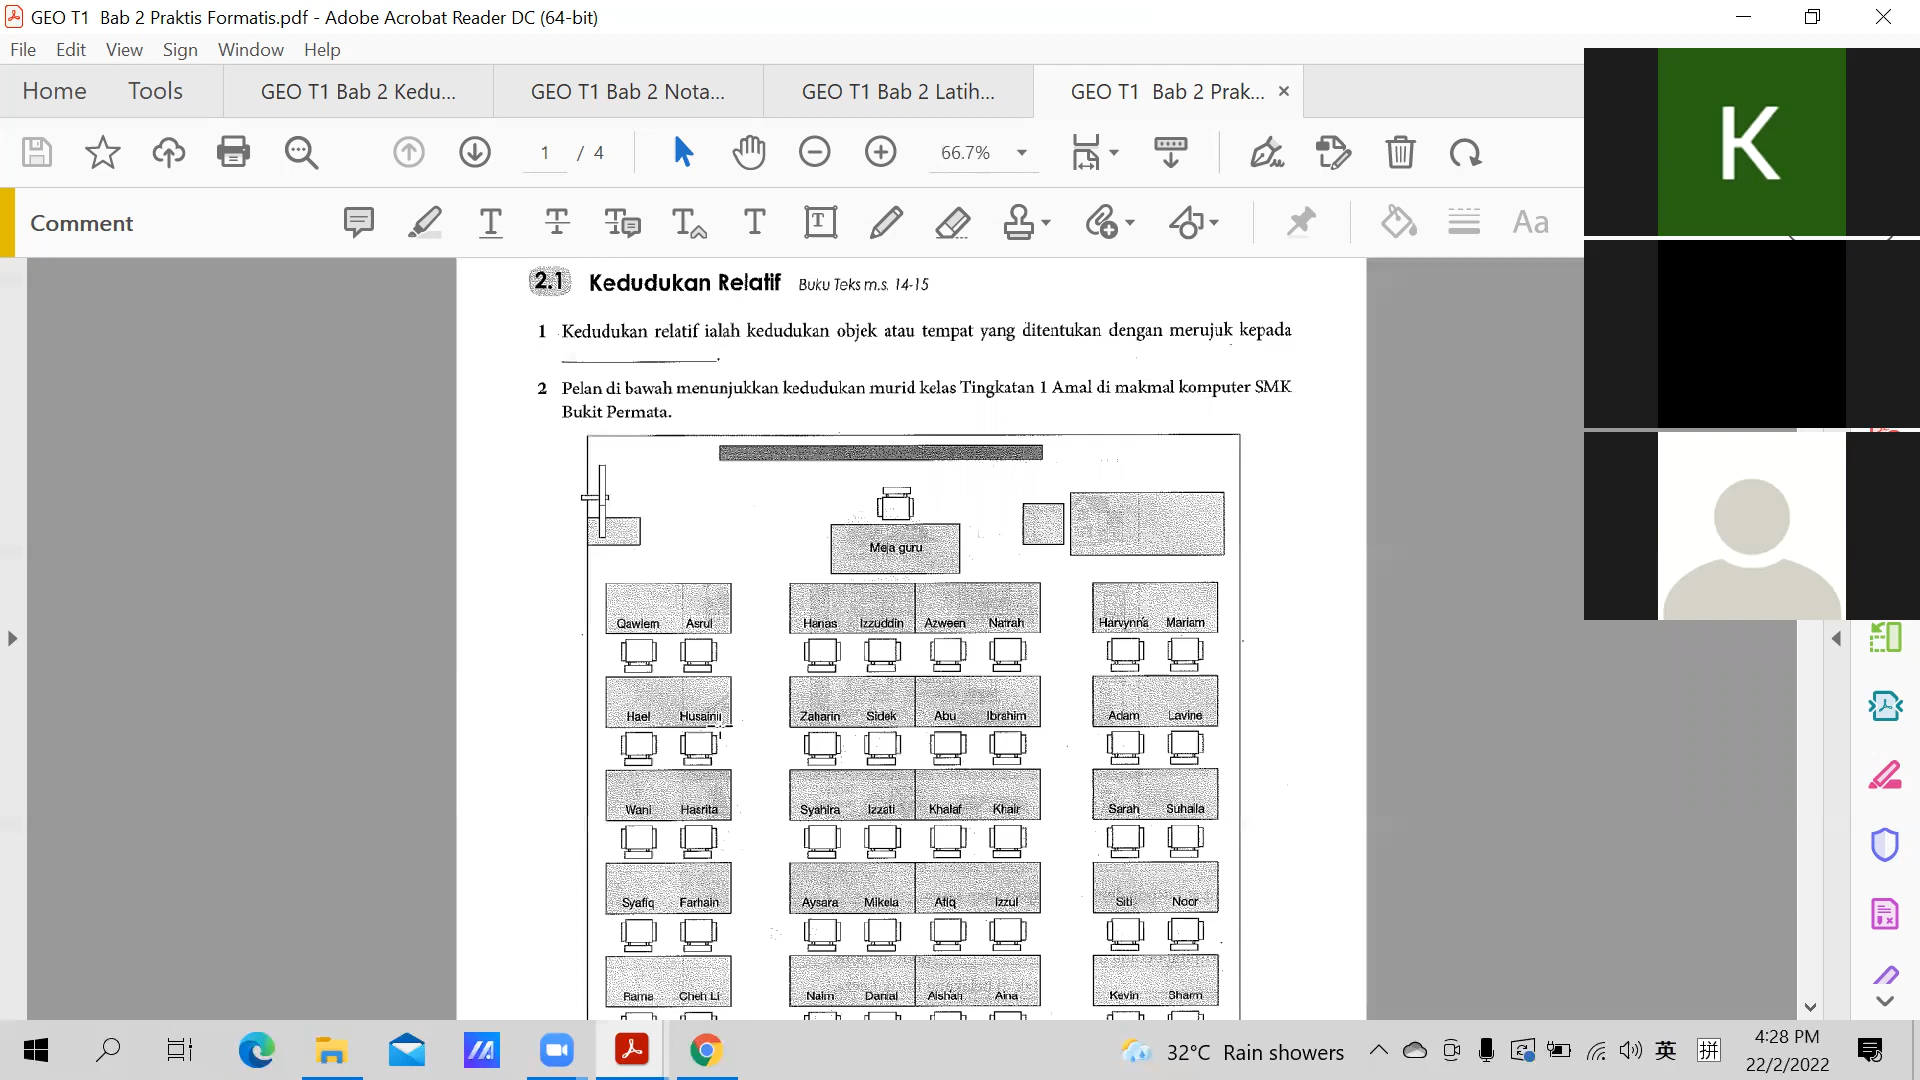 GEO T1  Bab 2 Praktis Formatis.pdf - Adobe Acrobat Reader DC (64-bit)
File Edit View Sign Window Help
Home Tools GEO T1 Bab 2 Kedu... GEO T1 Bab 2 Nota... GEO T1 Bab 2 Latih... GEO T1  Bab 2 Prak...
1 / 4 66.7%
Comment
K
2.1 Kedudukan Relatif Buku Teks m.s. 14-15
1 Kedudukan relatif ialah kedudukan objek atau tempat yang ditentukan dengan merujuk kepada
____________.
2 Pelan di bawah menunjukkan kedudukan murid kelas Tingkatan 1 Amal di makmal komputer SMK
Bukit Permata.
Meja guru
Qawiem Asrul Hanas Izzuddin Azween Natrah Harvynna Mariam
Hael Husaini Zaharin Sidek Abu Ibrahim Adam Lavine
Wani Hasrita Syahira Izzati Khalaf Khair Sarah Suhaila
Syafiq Farhain Aysara Mikela Afiq Izzul Siti Noor
Rama Cheh Li Naim Danial Aishah Aina Kevin Sham
32°C Rain showers 英 拼 4:28 PM
22/2/2022